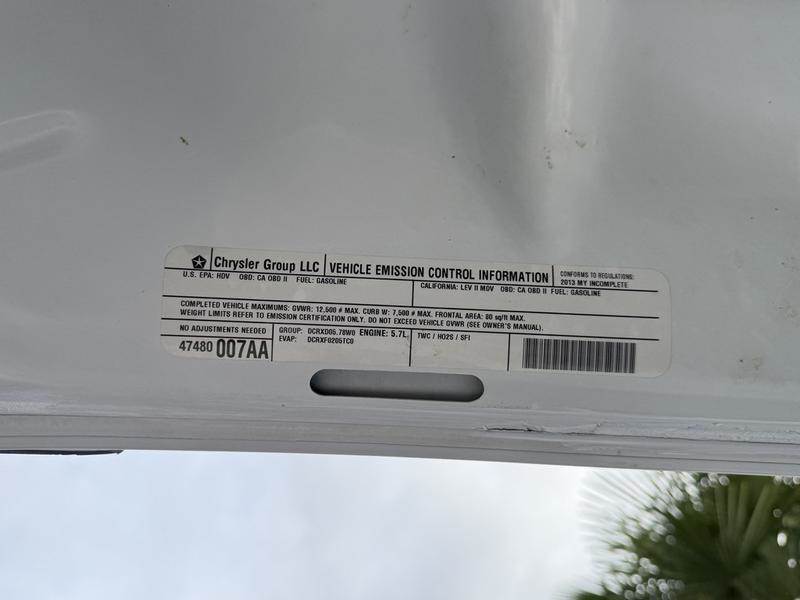 Chrysler Group LLC VEHICLE EMISSION CONTROL INFORMATION CONFORMS TO REGULATIONS:
2013 MY INCOMPLETE
U.S. EPA: HDV OBD: CA OBD II FUEL: GASOLINE
CALIFORNIA: LEV II MDV OBD: CA OBD II FUEL: GASOLINE
COMPLETED VEHICLE MAXIMUMS: GVWR: 12,500 # MAX. CURB W: 7,500 # MAX. FRONTAL AREA: 80 sq/ft MAX.
WEIGHT LIMITS REFER TO EMISSION CERTIFICATION ONLY. DO NOT EXCEED VEHICLE GVWR (SEE OWNER'S MANUAL).
NO ADJUSTMENTS NEEDED
47480 007AA
GROUP: DCRXD05.78W0 ENGINE: 5.7L
EVAP: DCRXF0205TC0
TWC / HO2S / SFI